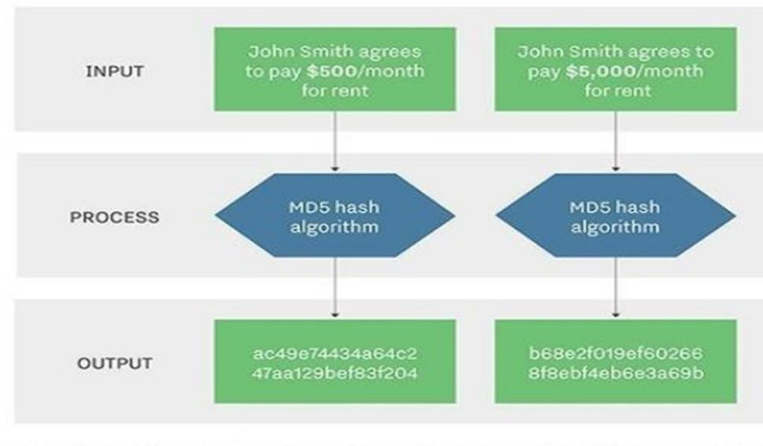 INPUT
John Smith agrees
to pay $500/month
for rent
John Smith agrees to
pay $5,000/month
for rent
PROCESS
MD5 hash
algorithm
MD5 hash
algorithm
OUTPUT
ac49e74434a64c2
47aa129bef83f204
b68e2f019ef60266
8f8ebf4eb6e3a69b